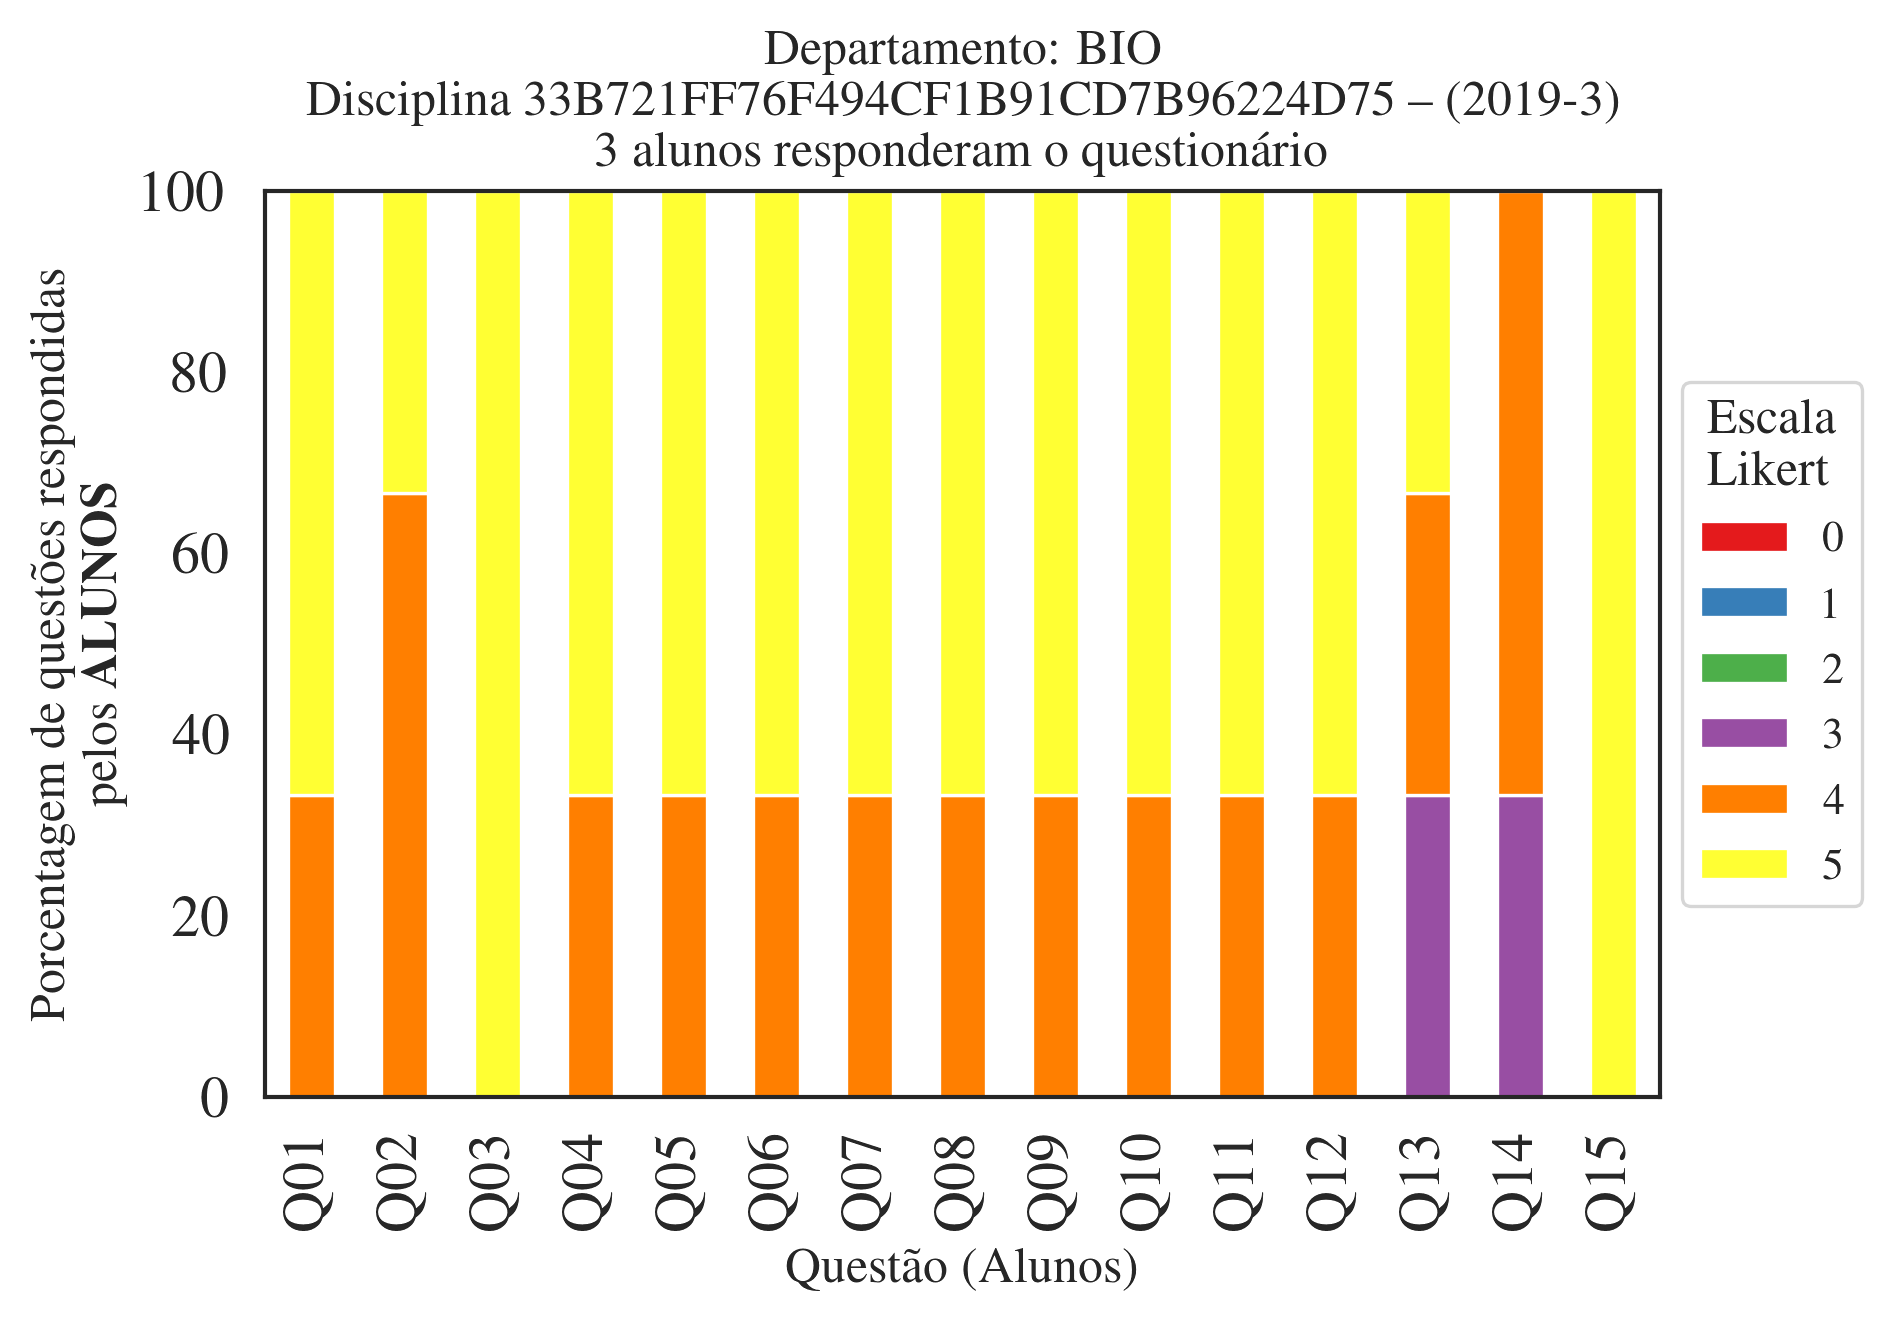 Departamento: BIO
Disciplina 33B721FF76F494CF1B91CD7B96224D75 – (2019-3)
3 alunos responderam o questionário
Porcentagem de questões respondidas
pelos ALUNOS
100
80
60
40
20
0
Q01
Q02
Q03
Q04
Q05
Q06
Q07
Q08
Q09
Q10
Q11
Q12
Q13
Q14
Q15
Questão (Alunos)
Escala
Likert
0
1
2
3
4
5